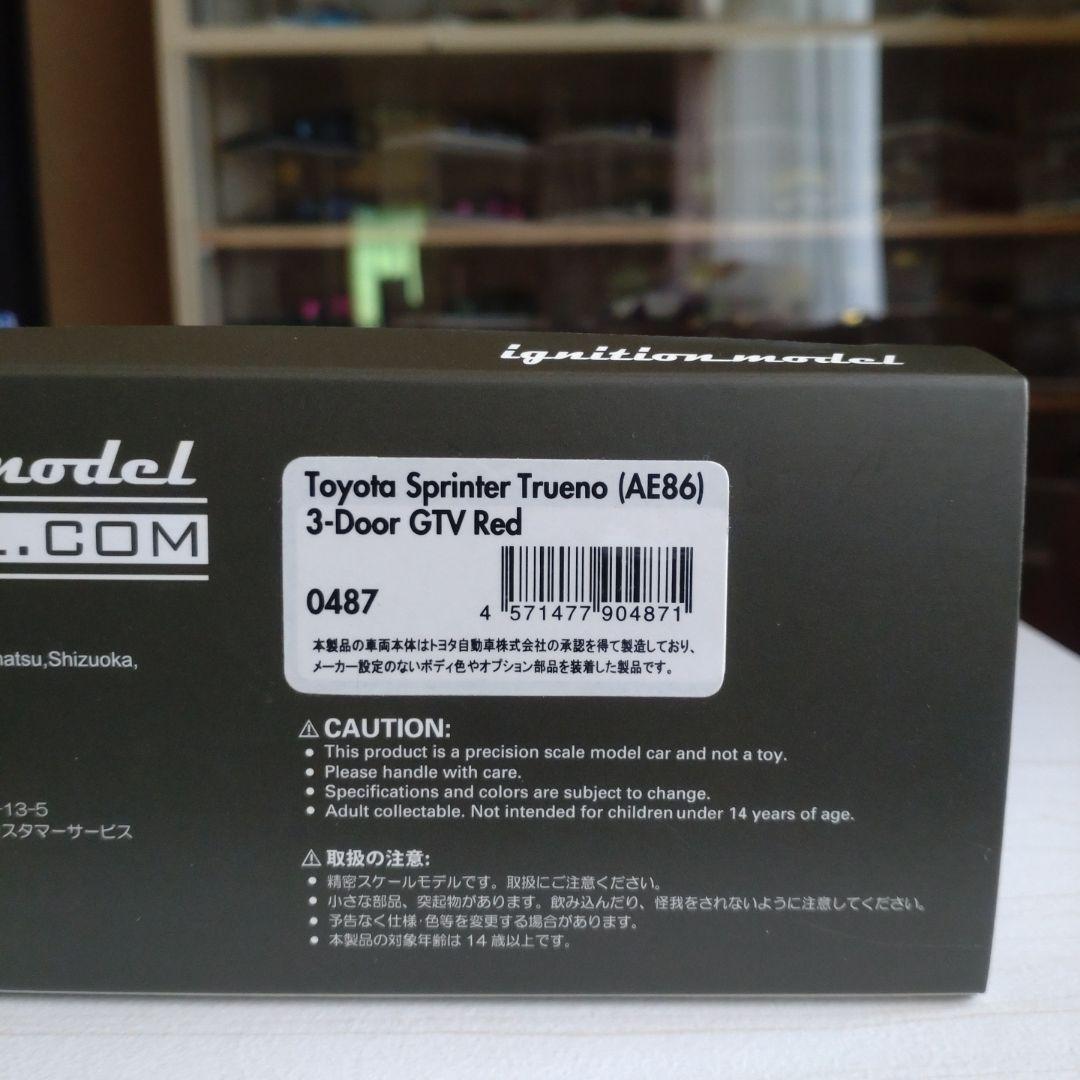 ignition model
model
.COM
Toyota Sprinter Trueno (AE86)
3-Door GTV Red
0487
4 571477 904871
本製品の車両本体はトヨタ自動車株式会社の承認を得て製造しており、
メーカー設定のないボディ色やオプション部品を装着した製品です。
atsu,Shizuoka,
-13-5
スタマーサービス
⚠ CAUTION:
● This product is a precision scale model car and not a toy.
● Please handle with care.
● Specifications and colors are subject to change.
● Adult collectable. Not intended for children under 14 years of age.
⚠ 取扱の注意:
● 精密スケールモデルです。取扱にご注意ください。
● 小さな部品、突起物があります。飲み込んだり、怪我をされないように注意してください。
● 予告なく仕様・色等を変更する場合があります。
● 本製品の対象年齢は 14 歳以上です。